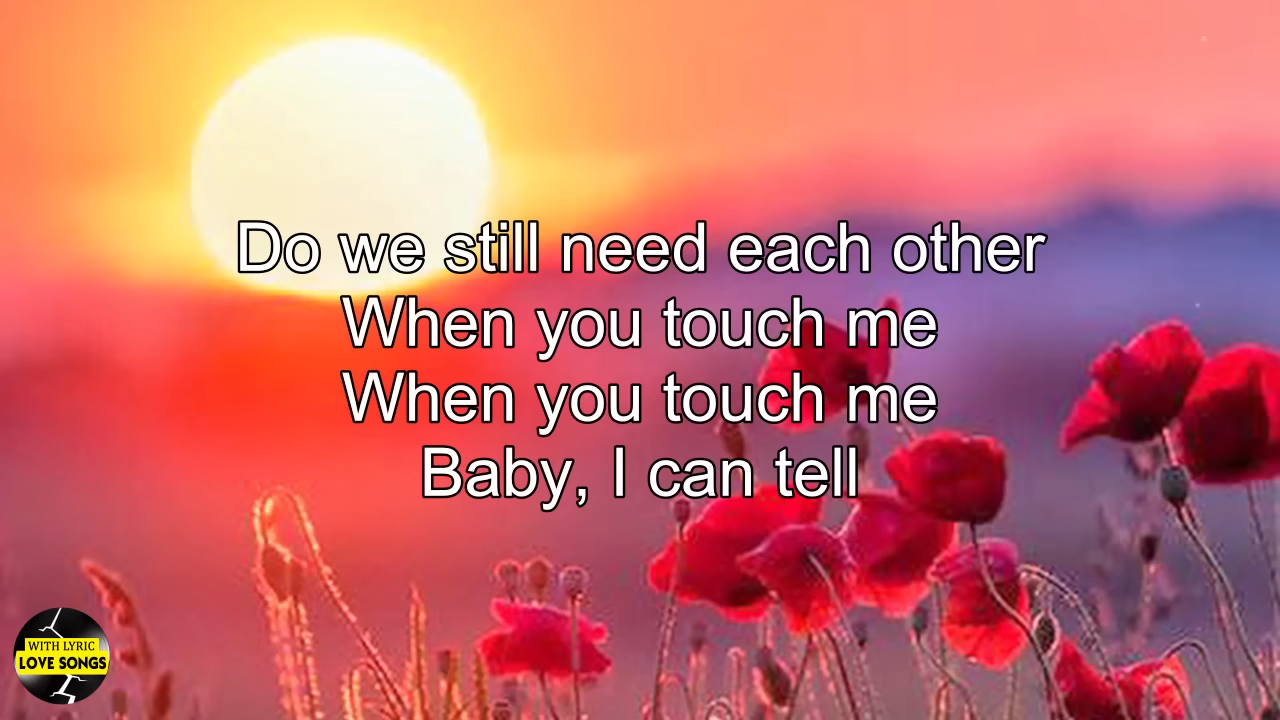 Do we still need each other
When you touch me
When you touch me
Baby, I can tell
WITH LYRIC
LOVE SONGS